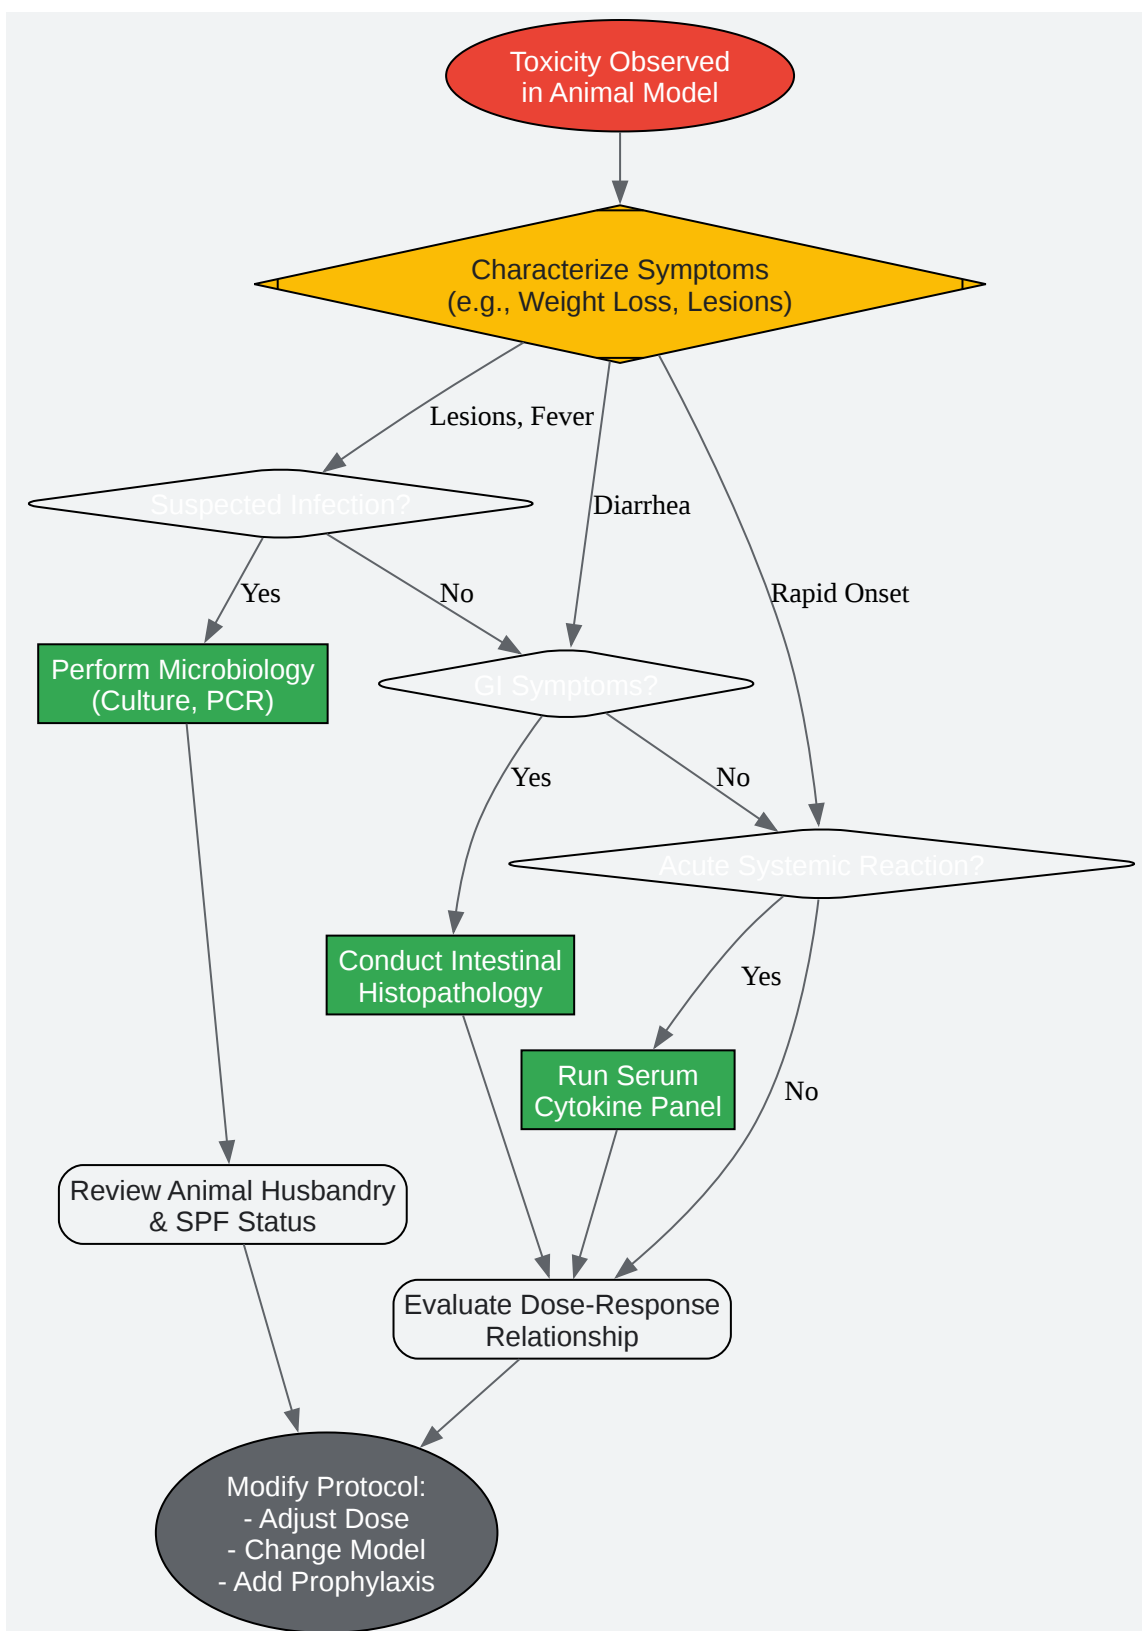 Toxicity Observed
in Animal Model
Characterize Symptoms
(e.g., Weight Loss, Lesions)
Lesions, Fever
Diarrhea
Rapid Onset
Suspected Infection?
Yes
No
Perform Microbiology
(Culture, PCR)
GI Symptoms?
Yes
No
Acute Systemic Reaction?
Conduct Intestinal
Histopathology
Yes
Run Serum
Cytokine Panel
No
Review Animal Husbandry
& SPF Status
Evaluate Dose-Response
Relationship
Modify Protocol:
- Adjust Dose
- Change Model
- Add Prophylaxis